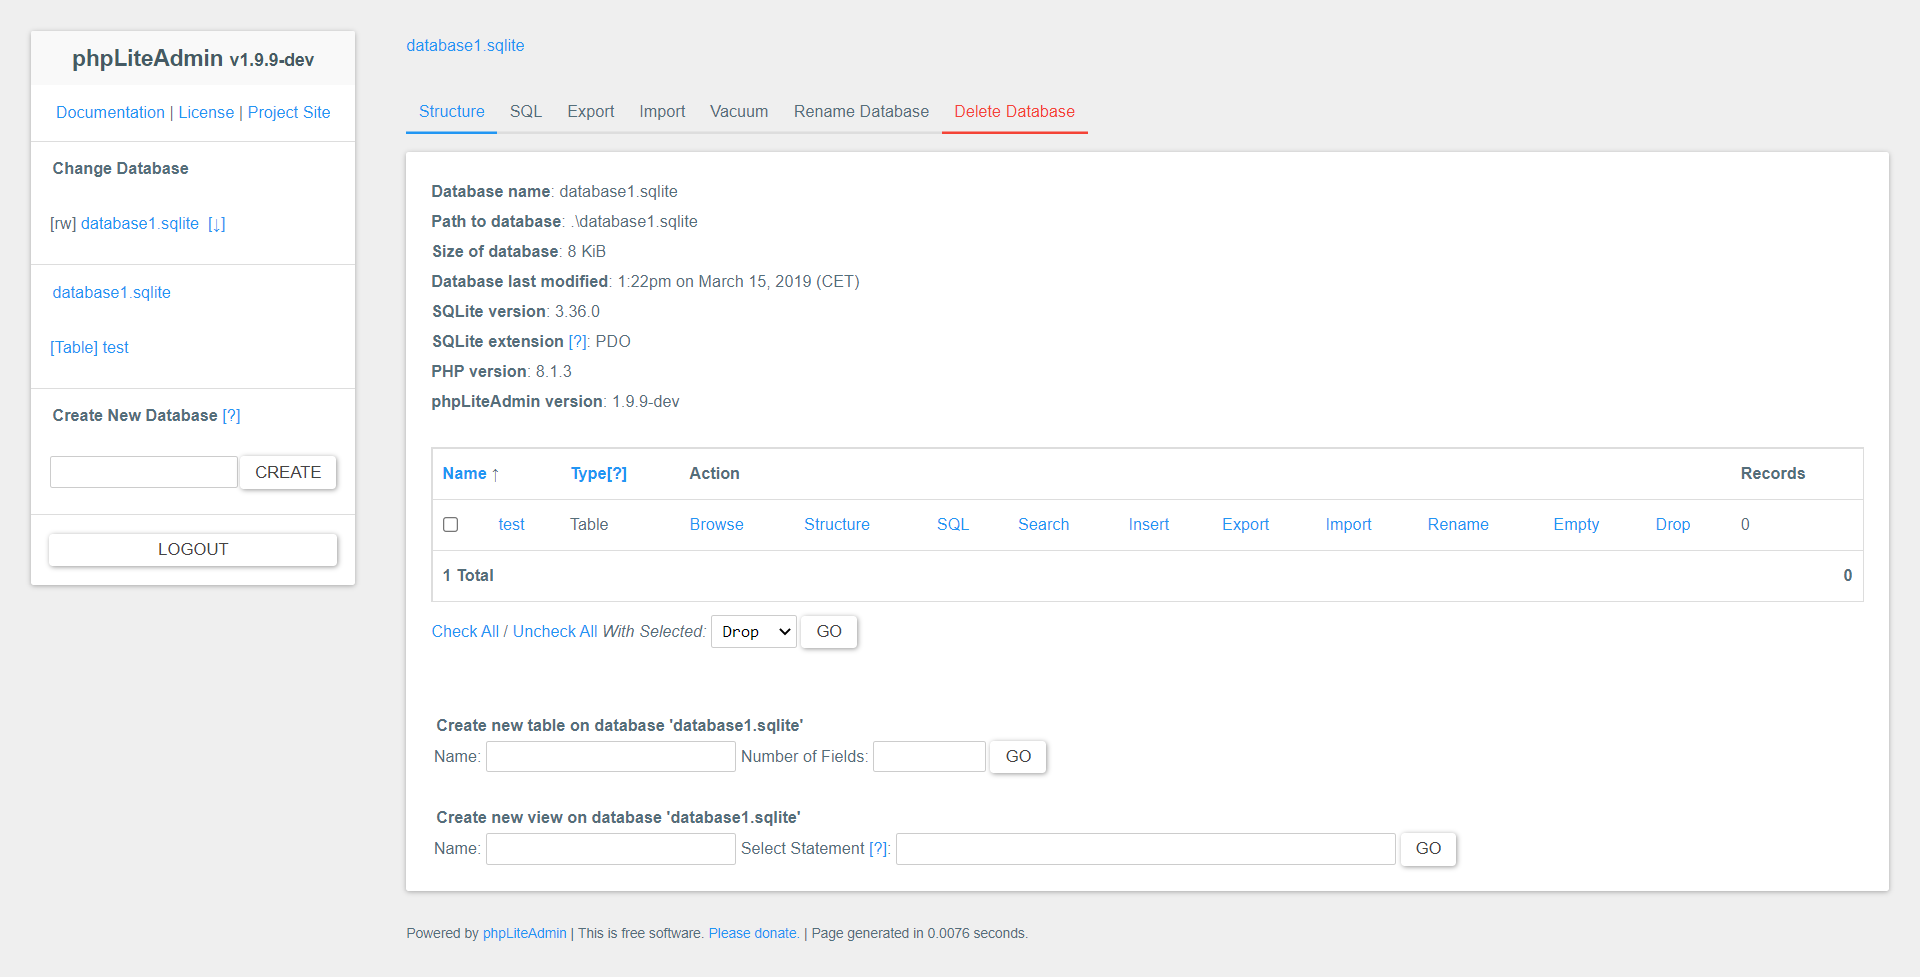 phpLiteAdmin v1.9.9-dev
Documentation | License | Project Site
Change Database
[rw] database1.sqlite [↓]
database1.sqlite
[Table] test
Create New Database [?]
CREATE
LOGOUT
database1.sqlite
Structure SQL Export Import Vacuum Rename Database Delete Database
Database name: database1.sqlite
Path to database: .\database1.sqlite
Size of database: 8 KiB
Database last modified: 1:22pm on March 15, 2019 (CET)
SQLite version: 3.36.0
SQLite extension [?]: PDO
PHP version: 8.1.3
phpLiteAdmin version: 1.9.9-dev
Name ↑ Type[?] Action Records
test Table Browse Structure SQL Search Insert Export Import Rename Empty Drop 0
1 Total 0
Check All / Uncheck All With Selected: Drop GO
Create new table on database 'database1.sqlite'
Name: Number of Fields: GO
Create new view on database 'database1.sqlite'
Name: Select Statement [?]: GO
Powered by phpLiteAdmin | This is free software. Please donate. | Page generated in 0.0076 seconds.